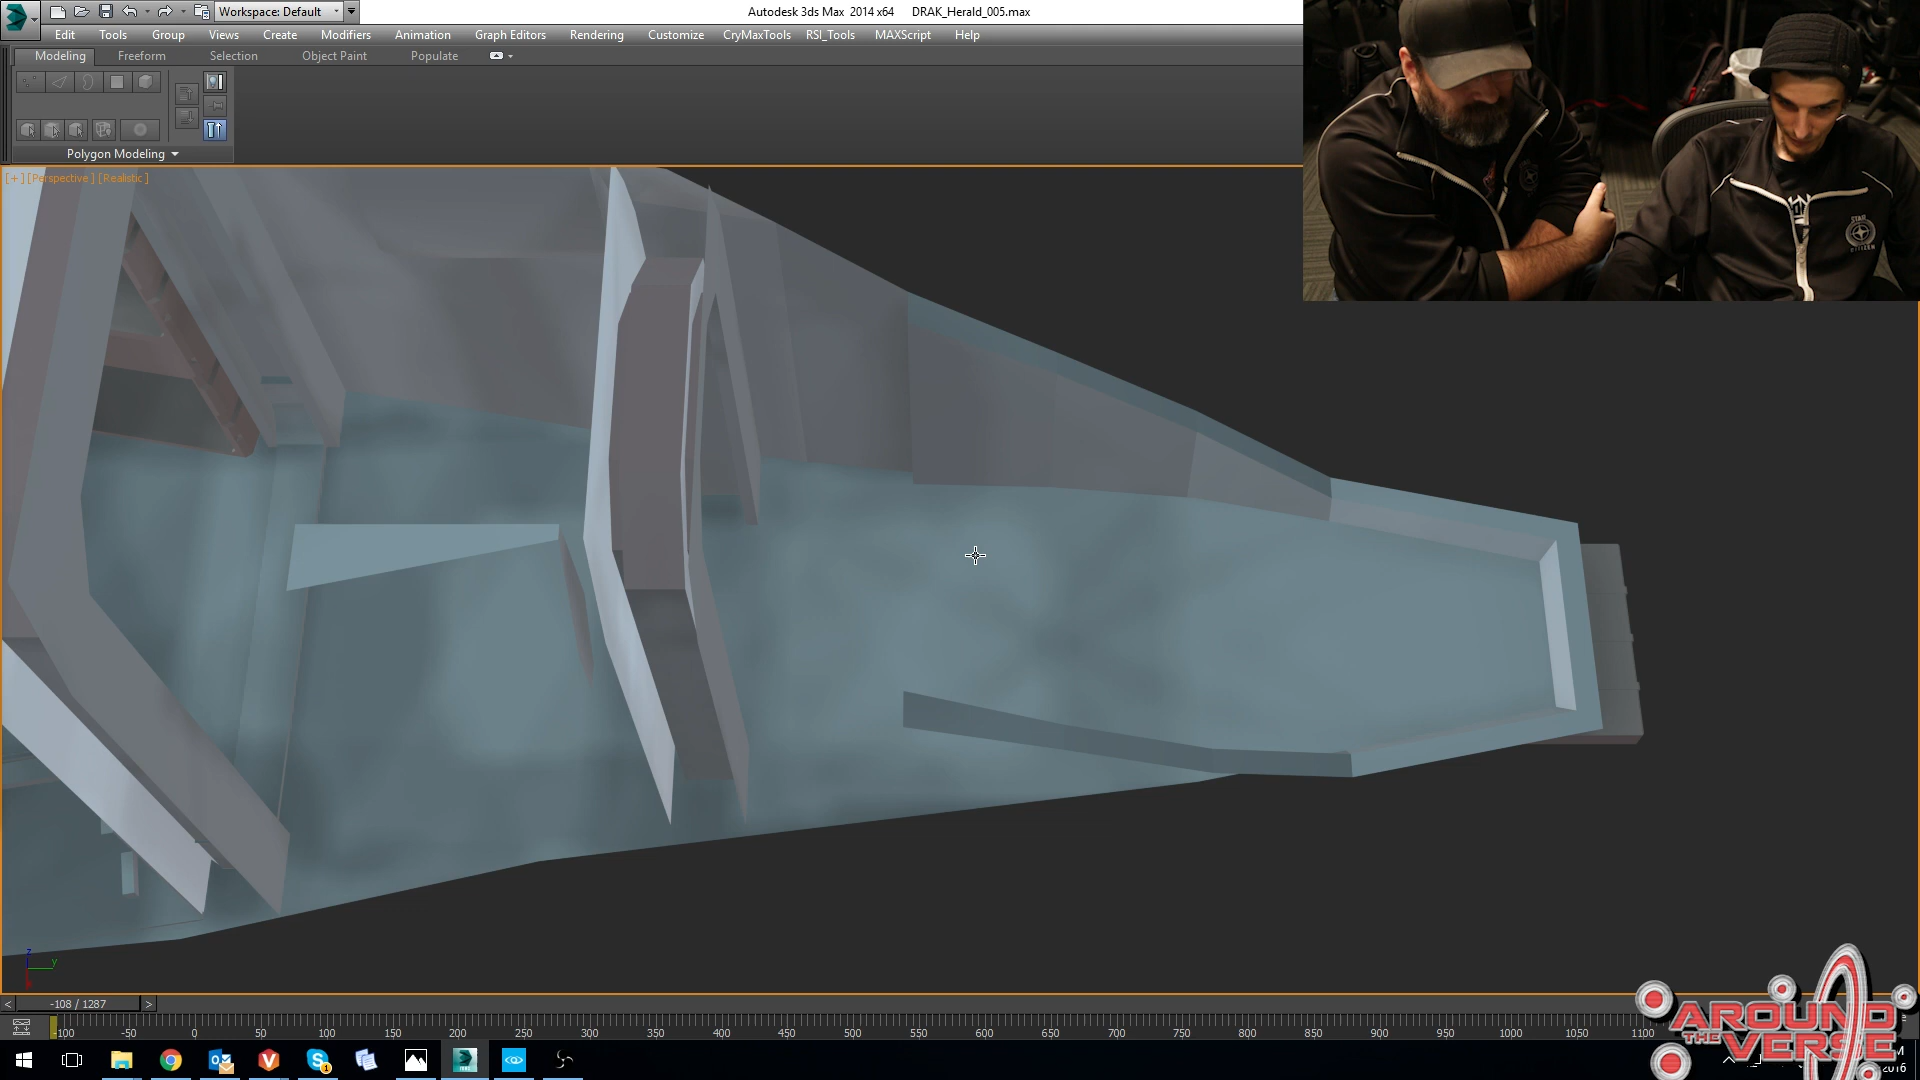 Workspace: Default
Autodesk 3ds Max 2014 x64 DRAK_Herald_005.max
Edit Tools Group Views Create Modifiers Animation Graph Editors Rendering Customize CryMaxTools RSI_Tools MAXScript Help
Modeling Freeform Selection Object Paint Populate
Polygon Modeling
[+] [Perspective] [Realistic]
STAR
CITIZEN
z
y
< -108 / 1287 >
-100 -50 0 50 100 150 200 250 300 350 400 450 500 550 600 650 700 750 800 850 900 950 1000 1050 1100
AROUND
THE VERSE